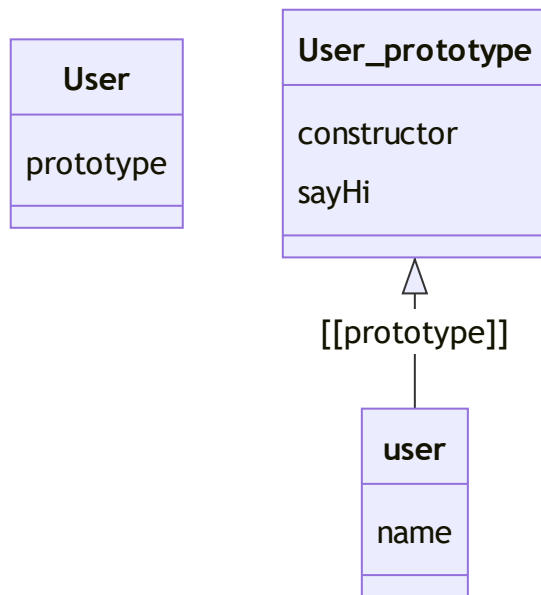 User
prototype
User_prototype
constructor
sayHi
[[prototype]]
user
name